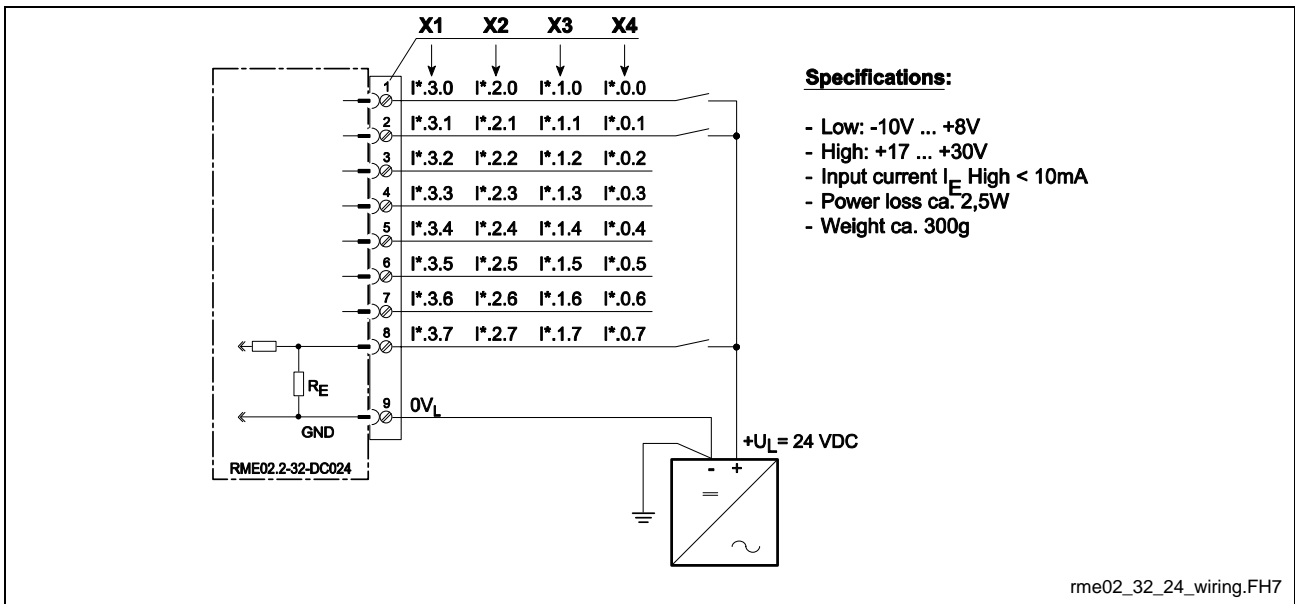 X1 X2 X3 X4
1 I*.3.0 I*.2.0 I*.1.0 I*.0.0
2 I*.3.1 I*.2.1 I*.1.1 I*.0.1
3 I*.3.2 I*.2.2 I*.1.2 I*.0.2
4 I*.3.3 I*.2.3 I*.1.3 I*.0.3
5 I*.3.4 I*.2.4 I*.1.4 I*.0.4
6 I*.3.5 I*.2.5 I*.1.5 I*.0.5
7 I*.3.6 I*.2.6 I*.1.6 I*.0.6
8 I*.3.7 I*.2.7 I*.1.7 I*.0.7
RE
9 0VL
GND
RME02.2-32-DC024
+UL= 24 VDC
- +
Specifications:
- Low: -10V ... +8V
- High: +17 ... +30V
- Input current IE High < 10mA
- Power loss ca. 2,5W
- Weight ca. 300g
rme02_32_24_wiring.FH7